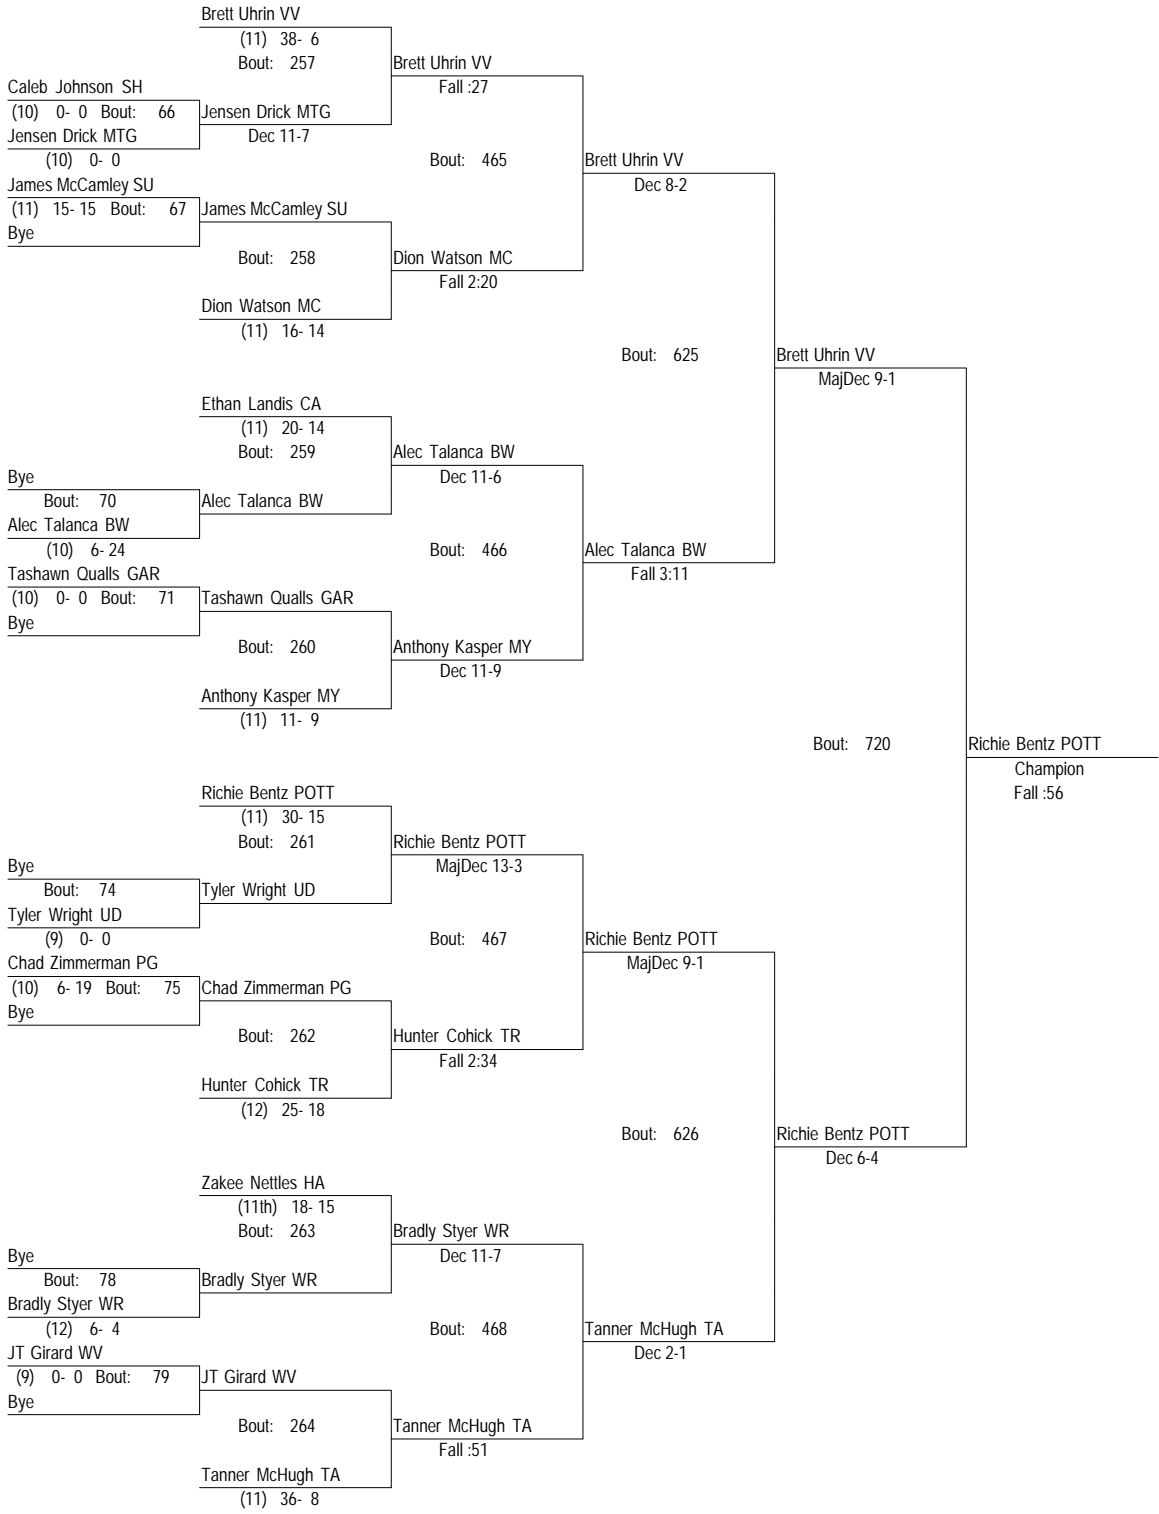 Brett Uhrin VV
(11) 38- 6
Bout: 257
Brett Uhrin VV
Fall :27
Caleb Johnson SH
(10) 0- 0 Bout: 66
Jensen Drick MTG
Jensen Drick MTG
Dec 11-7
(10) 0- 0
Bout: 465
Brett Uhrin VV
Dec 8-2
James McCamley SU
(11) 15- 15 Bout: 67
James McCamley SU
Bye
Bout: 258
Dion Watson MC
Fall 2:20
Dion Watson MC
(11) 16- 14
Bout: 625
Brett Uhrin VV
MajDec 9-1
Ethan Landis CA
(11) 20- 14
Bout: 259
Alec Talanca BW
Dec 11-6
Bye
Bout: 70
Alec Talanca BW
Alec Talanca BW
(10) 6- 24
Bout: 466
Alec Talanca BW
Fall 3:11
Tashawn Qualls GAR
(10) 0- 0 Bout: 71
Tashawn Qualls GAR
Bye
Bout: 260
Anthony Kasper MY
Dec 11-9
Anthony Kasper MY
(11) 11- 9
Bout: 720
Richie Bentz POTT
Champion
Fall :56
Richie Bentz POTT
(11) 30- 15
Bout: 261
Richie Bentz POTT
MajDec 13-3
Bye
Bout: 74
Tyler Wright UD
Tyler Wright UD
(9) 0- 0
Bout: 467
Richie Bentz POTT
MajDec 9-1
Chad Zimmerman PG
(10) 6- 19 Bout: 75
Chad Zimmerman PG
Bye
Bout: 262
Hunter Cohick TR
Fall 2:34
Hunter Cohick TR
(12) 25- 18
Bout: 626
Richie Bentz POTT
Dec 6-4
Zakee Nettles HA
(11th) 18- 15
Bout: 263
Bradly Styer WR
Dec 11-7
Bye
Bout: 78
Bradly Styer WR
Bradly Styer WR
(12) 6- 4
Bout: 468
Tanner McHugh TA
Dec 2-1
JT Girard WV
(9) 0- 0 Bout: 79
JT Girard WV
Bye
Bout: 264
Tanner McHugh TA
Fall :51
Tanner McHugh TA
(11) 36- 8